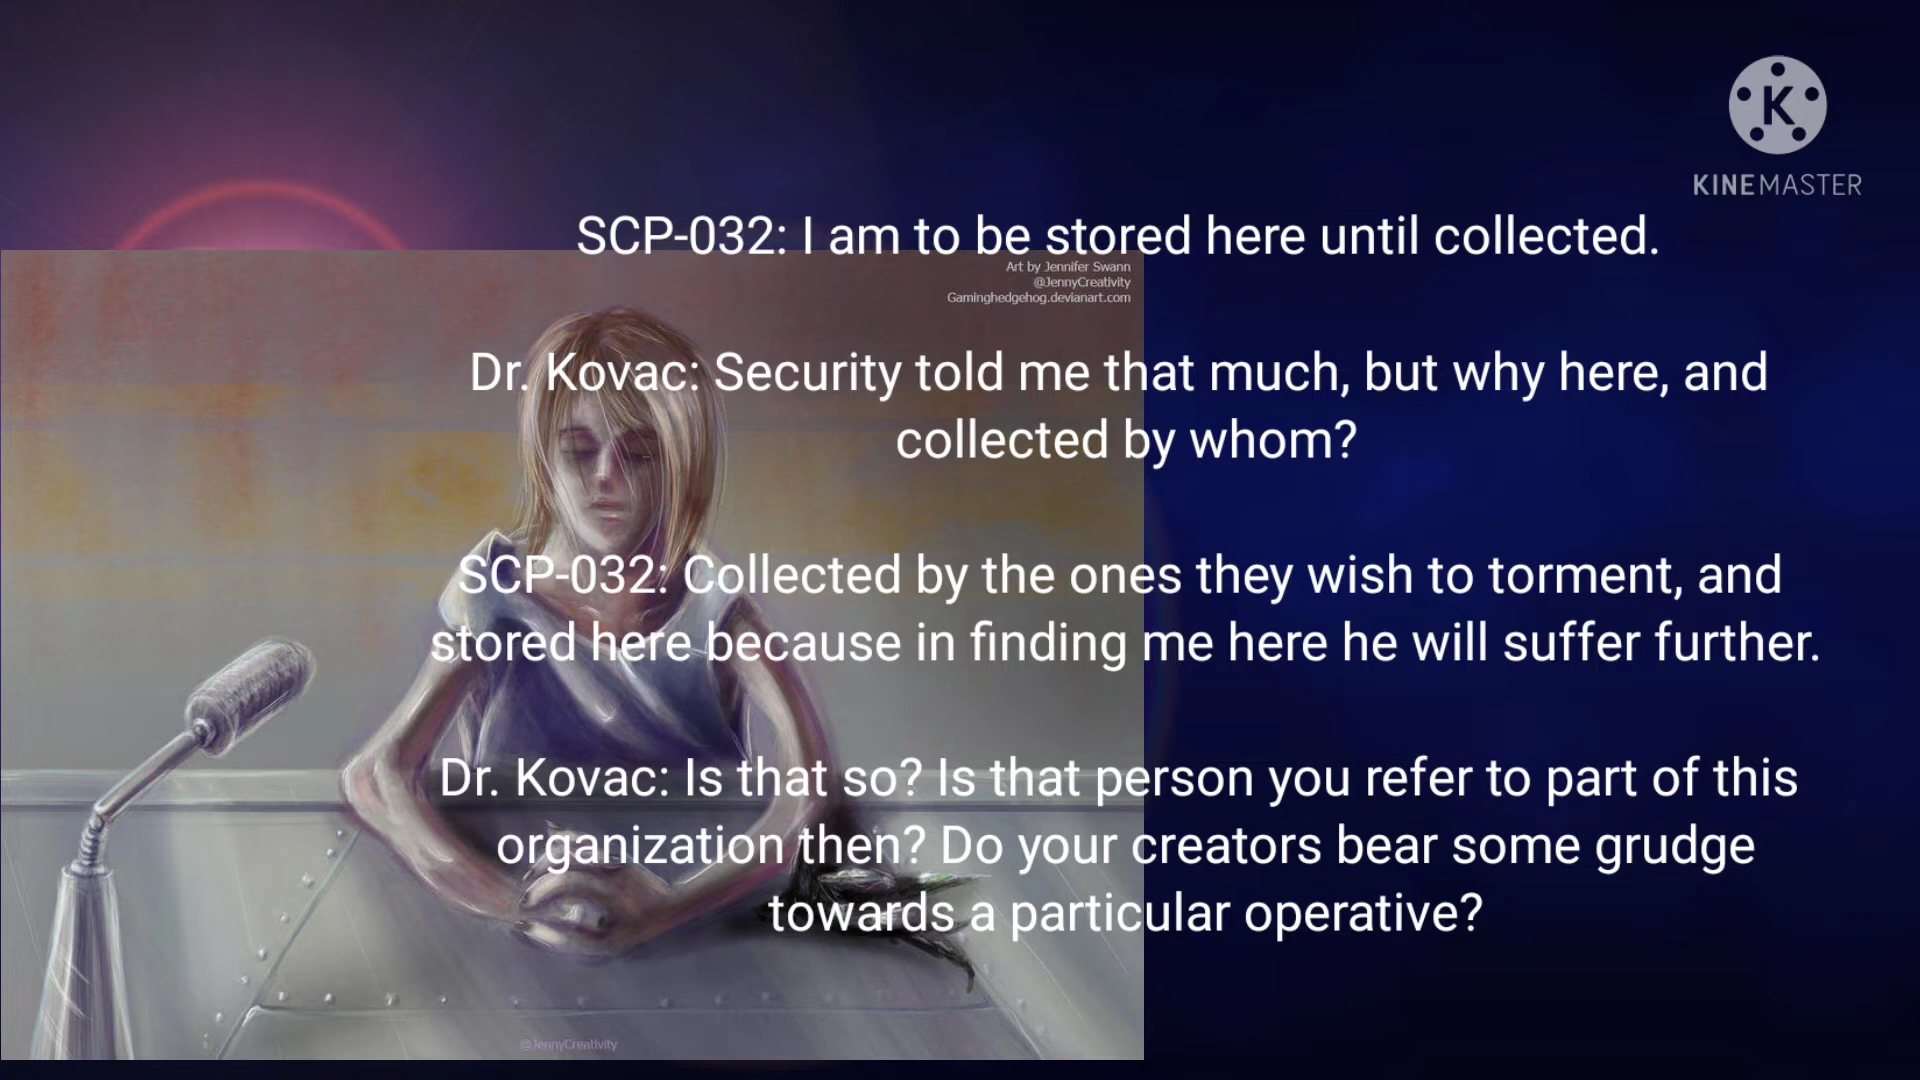 K
KINEMASTER
SCP-032: I am to be stored here until collected.
Art by Jennifer Swann
@JennyCreativity
Gaminghedgehog.devianart.com
Dr. Kovac: Security told me that much, but why here, and
collected by whom?
SCP-032: Collected by the ones they wish to torment, and
stored here because in finding me here he will suffer further.
Dr. Kovac: Is that so? Is that person you refer to part of this
organization then? Do your creators bear some grudge
towards a particular operative?
@JennyCreativity